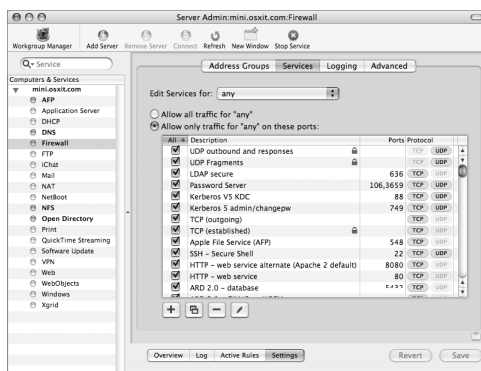 Server Admin:mini.osxit.com:Firewall
Workgroup Manager Add Server Remove Server Connect Refresh New Window Stop Service
Service
Computers & Services
mini.osxit.com
AFP
Application Server
DHCP
DNS
Firewall
FTP
iChat
Mail
NAT
NetBoot
NFS
Open Directory
Print
QuickTime Streaming
Software Update
VPN
Web
WebObjects
Windows
Xgrid
Address Groups Services Logging Advanced
Edit Services for: any
Allow all traffic for "any"
Allow only traffic for "any" on these ports:
All Description Ports Protocol
UDP outbound and responses TCP UDP
UDP Fragments TCP UDP
LDAP secure 636 TCP UDP
Password Server 106,3659 TCP UDP
Kerberos V5 KDC 88 TCP UDP
Kerberos 5 admin/changepw 749 TCP UDP
TCP (outgoing) TCP UDP
TCP (established) TCP UDP
Apple File Service (AFP) 548 TCP UDP
SSH - Secure Shell 22 TCP UDP
HTTP - web service alternate (Apache 2 default) 8080 TCP UDP
HTTP - web service 80 TCP UDP
ARD 2.0 - database 5432 TCP UDP
Overview Log Active Rules Settings
Revert Save